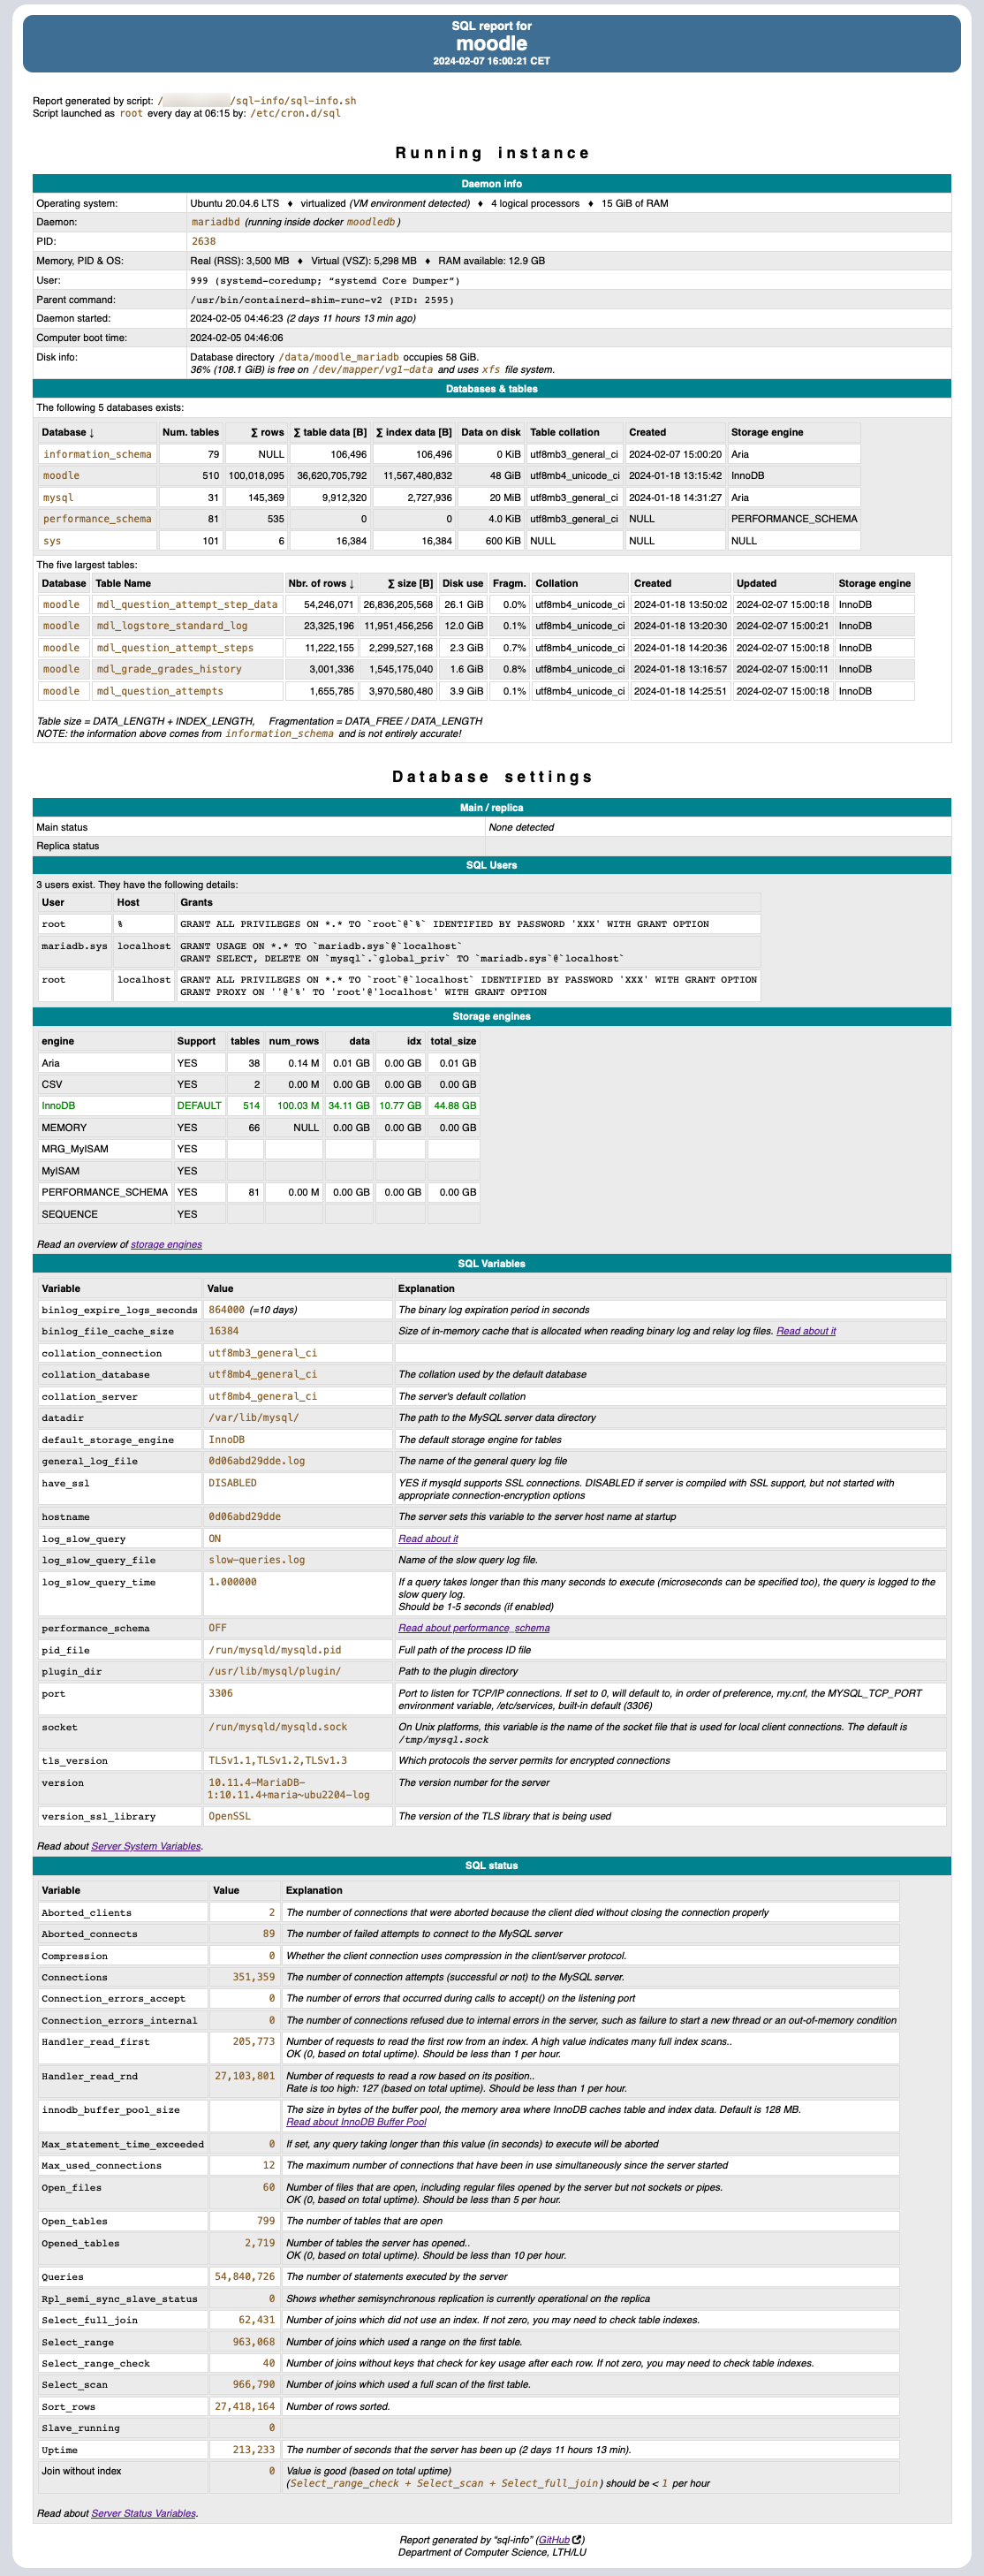 SQL report for
moodle
2024-02-07 16:00:21 CET
Report generated by script: / /sql-info/sql-info.sh
Script launched as root every day at 06:15 by: /etc/cron.d/sql
Running instance
Daemon info
Operating system: Ubuntu 20.04.6 LTS ♦ virtualized (VM environment detected) ♦ 4 logical processors ♦ 15 GiB of RAM
Daemon: mariadbd (running inside docker moodledb)
PID: 2638
Memory, PID & OS: Real (RSS): 3,500 MB ♦ Virtual (VSZ): 5,298 MB ♦ RAM available: 12.9 GB
User: 999 (systemd-coredump; “systemd Core Dumper”)
Parent command: /usr/bin/containerd-shim-runc-v2 (PID: 2595)
Daemon started: 2024-02-05 04:46:23 (2 days 11 hours 13 min ago)
Computer boot time: 2024-02-05 04:46:06
Disk info: Database directory /data/moodle_mariadb occupies 58 GiB.
36% (108.1 GiB) is free on /dev/mapper/vg1-data and uses xfs file system.
Databases & tables
The following 5 databases exists:
Database ↓ Num. tables ∑ rows ∑ table data [B] ∑ index data [B] Data on disk Table collation Created Storage engine
information_schema 79 NULL 106,496 106,496 0 KiB utf8mb3_general_ci 2024-02-07 15:00:20 Aria
moodle 510 100,018,095 36,620,705,792 11,567,480,832 48 GiB utf8mb4_unicode_ci 2024-01-18 13:15:42 InnoDB
mysql 31 145,369 9,912,320 2,727,936 20 MiB utf8mb3_general_ci 2024-01-18 14:31:27 Aria
performance_schema 81 535 0 0 4.0 KiB utf8mb3_general_ci NULL PERFORMANCE_SCHEMA
sys 101 6 16,384 16,384 600 KiB NULL NULL NULL
The five largest tables:
Database Table Name Nbr. of rows ↓ ∑ size [B] Disk use Fragm. Collation Created Updated Storage engine
moodle mdl_question_attempt_step_data 54,246,071 26,836,205,568 26.1 GiB 0.0% utf8mb4_unicode_ci 2024-01-18 13:50:02 2024-02-07 15:00:18 InnoDB
moodle mdl_logstore_standard_log 23,325,196 11,951,456,256 12.0 GiB 0.1% utf8mb4_unicode_ci 2024-01-18 13:20:30 2024-02-07 15:00:21 InnoDB
moodle mdl_question_attempt_steps 11,222,155 2,299,527,168 2.3 GiB 0.7% utf8mb4_unicode_ci 2024-01-18 14:20:36 2024-02-07 15:00:18 InnoDB
moodle mdl_grade_grades_history 3,001,336 1,545,175,040 1.6 GiB 0.8% utf8mb4_unicode_ci 2024-01-18 13:16:57 2024-02-07 15:00:11 InnoDB
moodle mdl_question_attempts 1,655,785 3,970,580,480 3.9 GiB 0.1% utf8mb4_unicode_ci 2024-01-18 14:25:51 2024-02-07 15:00:18 InnoDB
Table size = DATA_LENGTH + INDEX_LENGTH, Fragmentation = DATA_FREE / DATA_LENGTH
NOTE: the information above comes from information_schema and is not entirely accurate!
Database settings
Main / replica
Main status None detected
Replica status
SQL Users
3 users exist. They have the following details:
User Host Grants
root % GRANT ALL PRIVILEGES ON *.* TO `root`@`%` IDENTIFIED BY PASSWORD 'XXX' WITH GRANT OPTION
mariadb.sys localhost GRANT USAGE ON *.* TO `mariadb.sys`@`localhost`
GRANT SELECT, DELETE ON `mysql`.`global_priv` TO `mariadb.sys`@`localhost`
root localhost GRANT ALL PRIVILEGES ON *.* TO `root`@`localhost` IDENTIFIED BY PASSWORD 'XXX' WITH GRANT OPTION
GRANT PROXY ON ''@'%' TO 'root'@'localhost' WITH GRANT OPTION
Storage engines
engine Support tables num_rows data idx total_size
Aria YES 38 0.14 M 0.01 GB 0.00 GB 0.01 GB
CSV YES 2 0.00 M 0.00 GB 0.00 GB 0.00 GB
InnoDB DEFAULT 514 100.03 M 34.11 GB 10.77 GB 44.88 GB
MEMORY YES 66 NULL 0.00 GB 0.00 GB 0.00 GB
MRG_MyISAM YES
MyISAM YES
PERFORMANCE_SCHEMA YES 81 0.00 M 0.00 GB 0.00 GB 0.00 GB
SEQUENCE YES
Read an overview of storage engines
SQL Variables
Variable Value Explanation
binlog_expire_logs_seconds 864000 (=10 days) The binary log expiration period in seconds
binlog_file_cache_size 16384 Size of in-memory cache that is allocated when reading binary log and relay log files. Read about it
collation_connection utf8mb3_general_ci
collation_database utf8mb4_general_ci The collation used by the default database
collation_server utf8mb4_general_ci The server's default collation
datadir /var/lib/mysql/ The path to the MySQL server data directory
default_storage_engine InnoDB The default storage engine for tables
general_log_file 0d06abd29dde.log The name of the general query log file
have_ssl DISABLED YES if mysqld supports SSL connections. DISABLED if server is compiled with SSL support, but not started with
appropriate connection-encryption options
hostname 0d06abd29dde The server sets this variable to the server host name at startup
log_slow_query ON Read about it
log_slow_query_file slow-queries.log Name of the slow query log file.
log_slow_query_time 1.000000 If a query takes longer than this many seconds to execute (microseconds can be specified too), the query is logged to the
slow query log.
Should be 1-5 seconds (if enabled)
performance_schema OFF Read about performance_schema
pid_file /run/mysqld/mysqld.pid Full path of the process ID file
plugin_dir /usr/lib/mysql/plugin/ Path to the plugin directory
port 3306 Port to listen for TCP/IP connections. If set to 0, will default to, in order of preference, my.cnf, the MYSQL_TCP_PORT
environment variable, /etc/services, built-in default (3306)
socket /run/mysqld/mysqld.sock On Unix platforms, this variable is the name of the socket file that is used for local client connections. The default is
/tmp/mysql.sock
tls_version TLSv1.1,TLSv1.2,TLSv1.3 Which protocols the server permits for encrypted connections
version 10.11.4-MariaDB- The version number for the server
1:10.11.4+maria~ubu2204-log
version_ssl_library OpenSSL The version of the TLS library that is being used
Read about Server System Variables.
SQL status
Variable Value Explanation
Aborted_clients 2 The number of connections that were aborted because the client died without closing the connection properly
Aborted_connects 89 The number of failed attempts to connect to the MySQL server
Compression 0 Whether the client connection uses compression in the client/server protocol.
Connections 351,359 The number of connection attempts (successful or not) to the MySQL server.
Connection_errors_accept 0 The number of errors that occurred during calls to accept() on the listening port
Connection_errors_internal 0 The number of connections refused due to internal errors in the server, such as failure to start a new thread or an out-of-memory condition
Handler_read_first 205,773 Number of requests to read the first row from an index. A high value indicates many full index scans..
OK (0, based on total uptime). Should be less than 1 per hour.
Handler_read_rnd 27,103,801 Number of requests to read a row based on its position..
Rate is too high: 127 (based on total uptime). Should be less than 1 per hour.
innodb_buffer_pool_size The size in bytes of the buffer pool, the memory area where InnoDB caches table and index data. Default is 128 MB.
Read about InnoDB Buffer Pool
Max_statement_time_exceeded 0 If set, any query taking longer than this value (in seconds) to execute will be aborted
Max_used_connections 12 The maximum number of connections that have been in use simultaneously since the server started
Open_files 60 Number of files that are open, including regular files opened by the server but not sockets or pipes.
OK (0, based on total uptime). Should be less than 5 per hour.
Open_tables 799 The number of tables that are open
Opened_tables 2,719 Number of tables the server has opened..
OK (0, based on total uptime). Should be less than 10 per hour.
Queries 54,840,726 The number of statements executed by the server
Rpl_semi_sync_slave_status 0 Shows whether semisynchronous replication is currently operational on the replica
Select_full_join 62,431 Number of joins which did not use an index. If not zero, you may need to check table indexes.
Select_range 963,068 Number of joins which used a range on the first table.
Select_range_check 40 Number of joins without keys that check for key usage after each row. If not zero, you may need to check table indexes.
Select_scan 966,790 Number of joins which used a full scan of the first table.
Sort_rows 27,418,164 Number of rows sorted.
Slave_running 0
Uptime 213,233 The number of seconds that the server has been up (2 days 11 hours 13 min).
Join without index 0 Value is good (based on total uptime)
(Select_range_check + Select_scan + Select_full_join) should be < 1 per hour
Read about Server Status Variables.
Report generated by “sql-info” (GitHub)
Department of Computer Science, LTH/LU